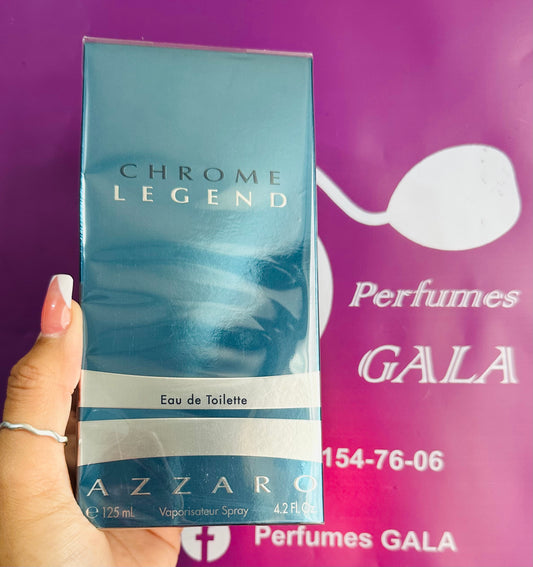 CHROME
LEGEND
Eau de Toilette
AZZARO
℮ 125 mL Vaporisateur Spray 4.2 Fl. Oz.
Perfumes
GALA
154-76-06
f Perfumes GALA